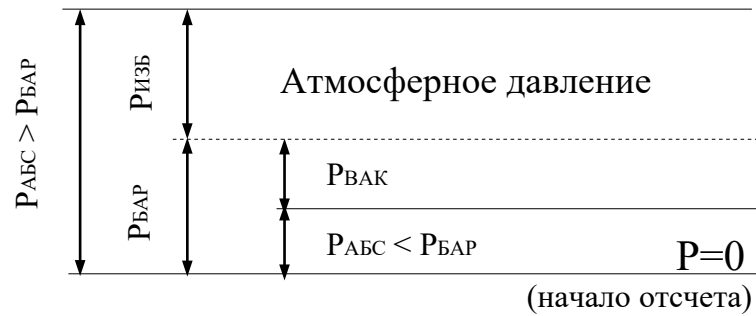 PАБС > PБАР
PИЗБ
PБАР
Атмосферное давление
PВАК
PАБС < PБАР
P=0
(начало отсчета)